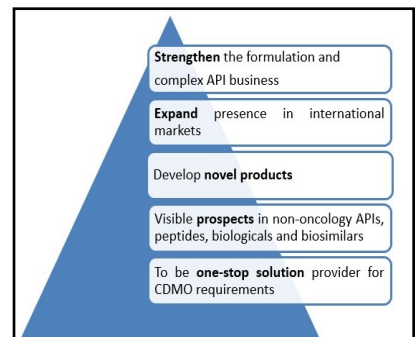 Strengthen the formulation and
complex API business
Expand presence in international
markets
Develop novel products
Visible prospects in non-oncology APIs,
peptides, biologicals and biosimilars
To be one-stop solution provider for
CDMO requirements